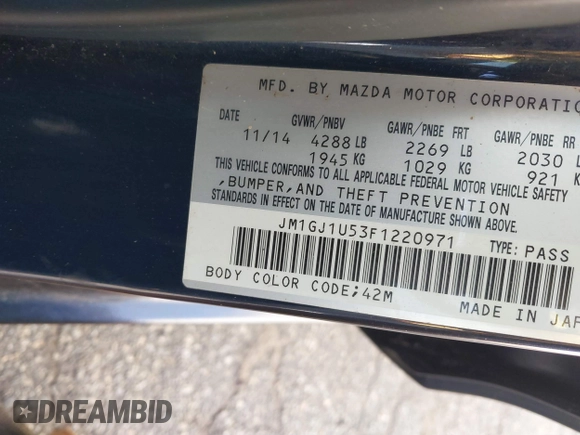 MFD. BY MAZDA MOTOR CORPORATIO
DATE GVWR/PNBV GAWR/PNBE FRT GAWR/PNBE RR
11/14 4288 LB 2269 LB 2030
1945 KG 1029 KG 921 K
THIS VEHICLE CONFORMS TO ALL APPLICABLE FEDERAL MOTOR VEHICLE SAFETY
,BUMPER,AND THEFT PREVENTION
STANDARDS IN EFFECT ON THE DATE OF MANUFACTURE SHOWN ABOVE.
JM1GJ1U53F1220971 TYPE: PASS
BODY COLOR CODE;42M
MADE IN JAP
DREAMBID